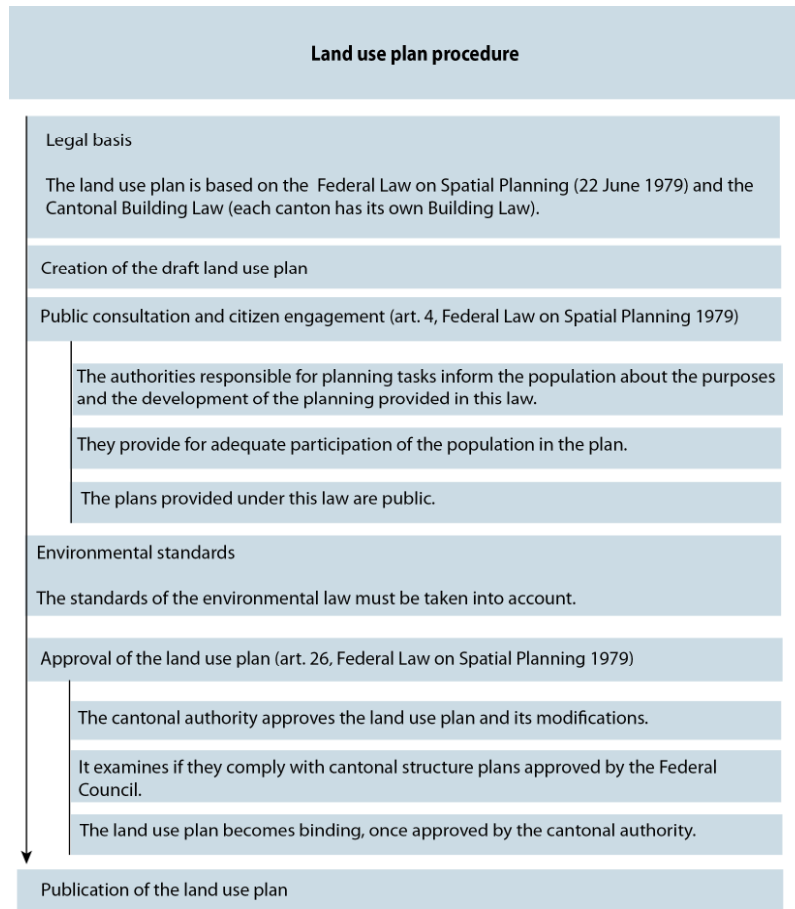 Land use plan procedure
Legal basis
The land use plan is based on the Federal Law on Spatial Planning (22 June 1979) and the
Cantonal Building Law (each canton has its own Building Law).
Creation of the draft land use plan
Public consultation and citizen engagement (art. 4, Federal Law on Spatial Planning 1979)
The authorities responsible for planning tasks inform the population about the purposes
and the development of the planning provided in this law.
They provide for adequate participation of the population in the plan.
The plans provided under this law are public.
Environmental standards
The standards of the environmental law must be taken into account.
Approval of the land use plan (art. 26, Federal Law on Spatial Planning 1979)
The cantonal authority approves the land use plan and its modifications.
It examines if they comply with cantonal structure plans approved by the Federal
Council.
The land use plan becomes binding, once approved by the cantonal authority.
Publication of the land use plan